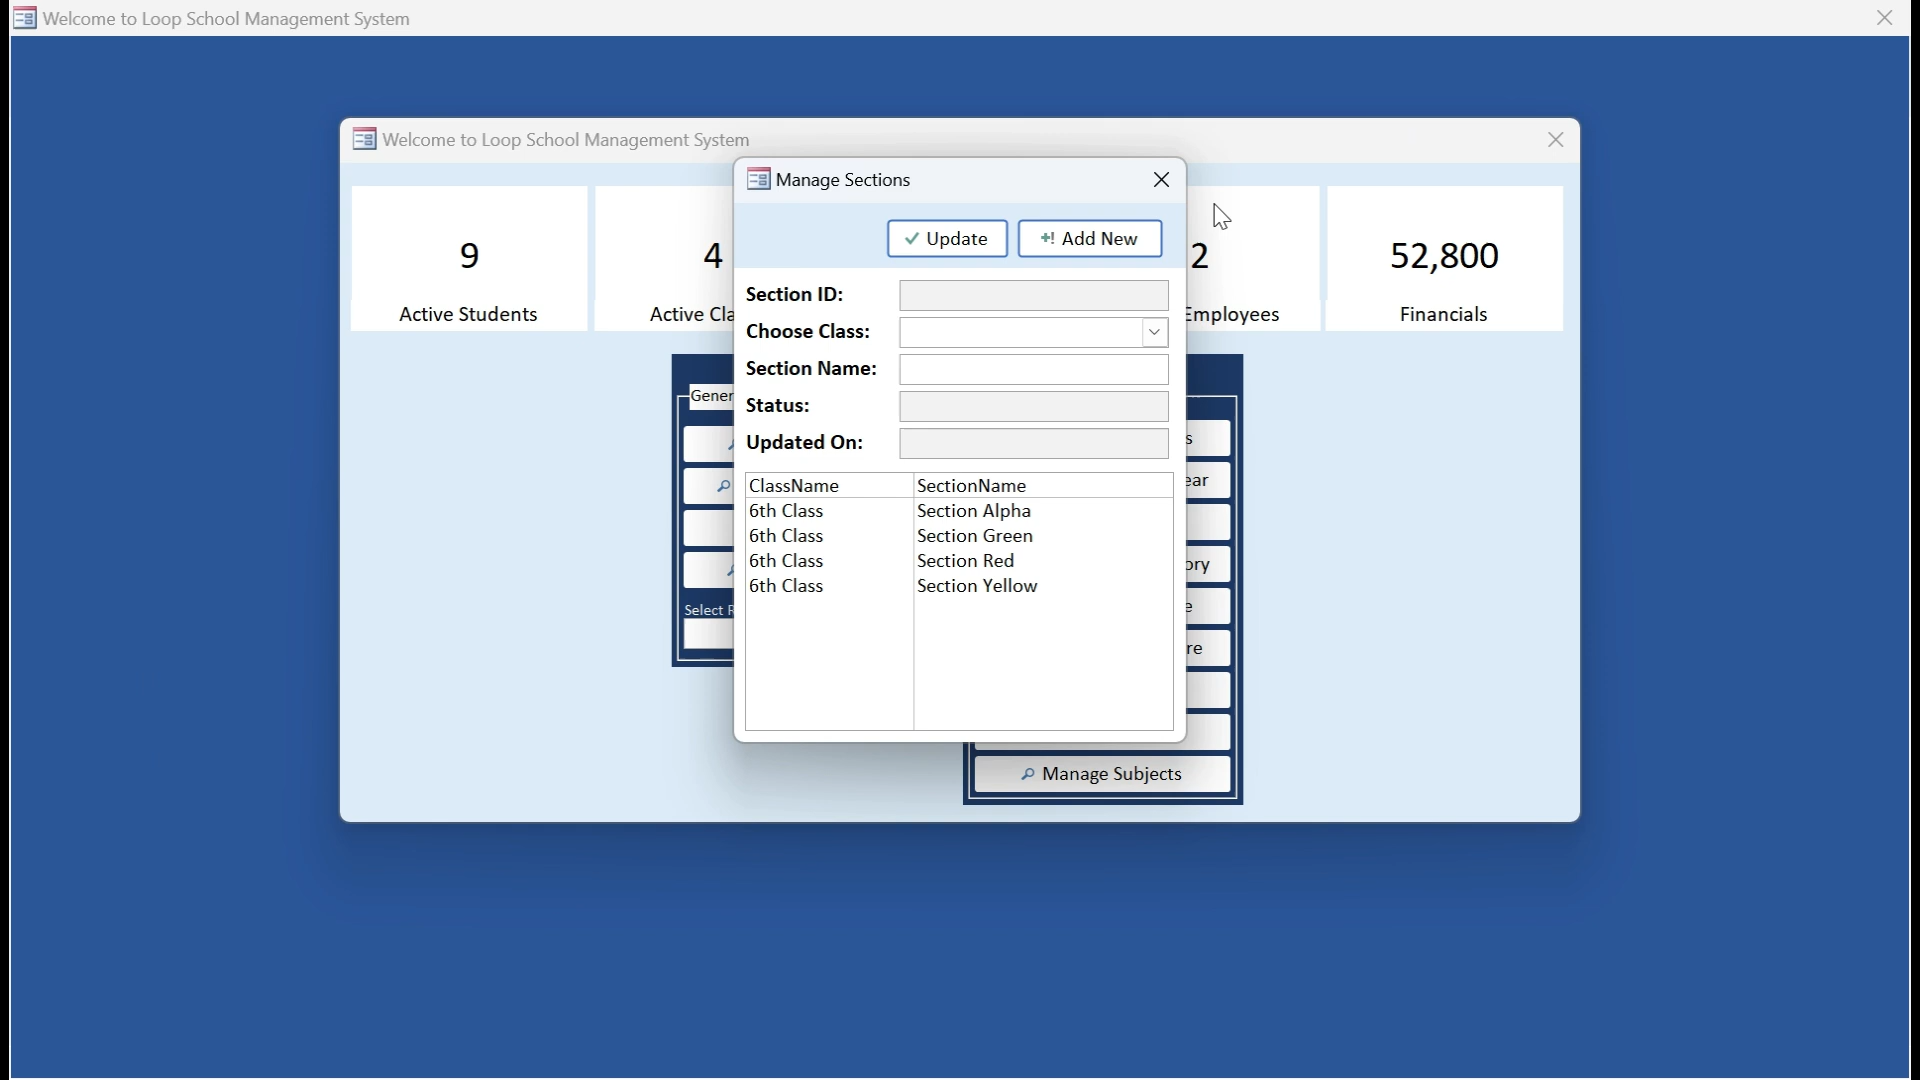 Welcome to Loop School Management System
Welcome to Loop School Management System
Manage Sections
Update
+! Add New
9
Active Students
4
Active
2
Employees
52,800
Financials
Section ID:
Choose Class:
Section Name:
Status:
Updated On:
ClassName SectionName
6th Class Section Alpha
6th Class Section Green
6th Class Section Red
6th Class Section Yellow
Select
Manage Subjects